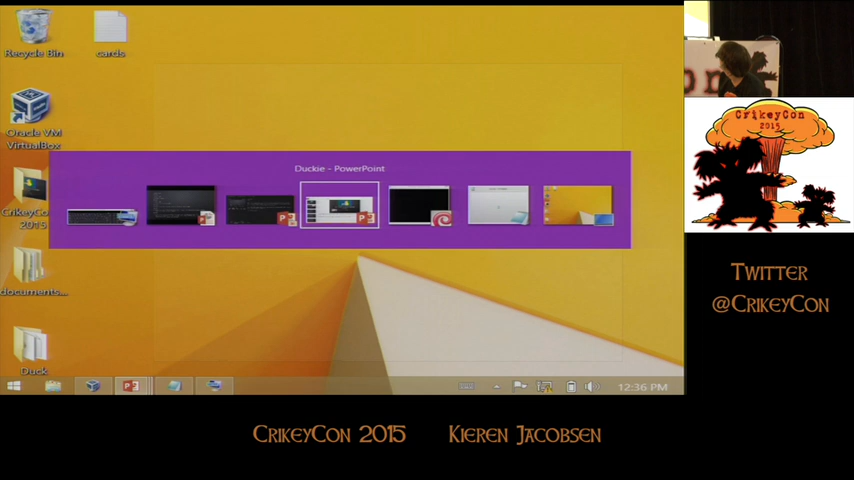 Recycle Bin
cards
Oracle VM
VirtualBox
Duckie - PowerPoint
2015
documents...
Duck
12:36 PM
CrikeyCon
2015
Twitter
@CrikeyCon
CrikeyCon 2015 Kieren Jacobsen